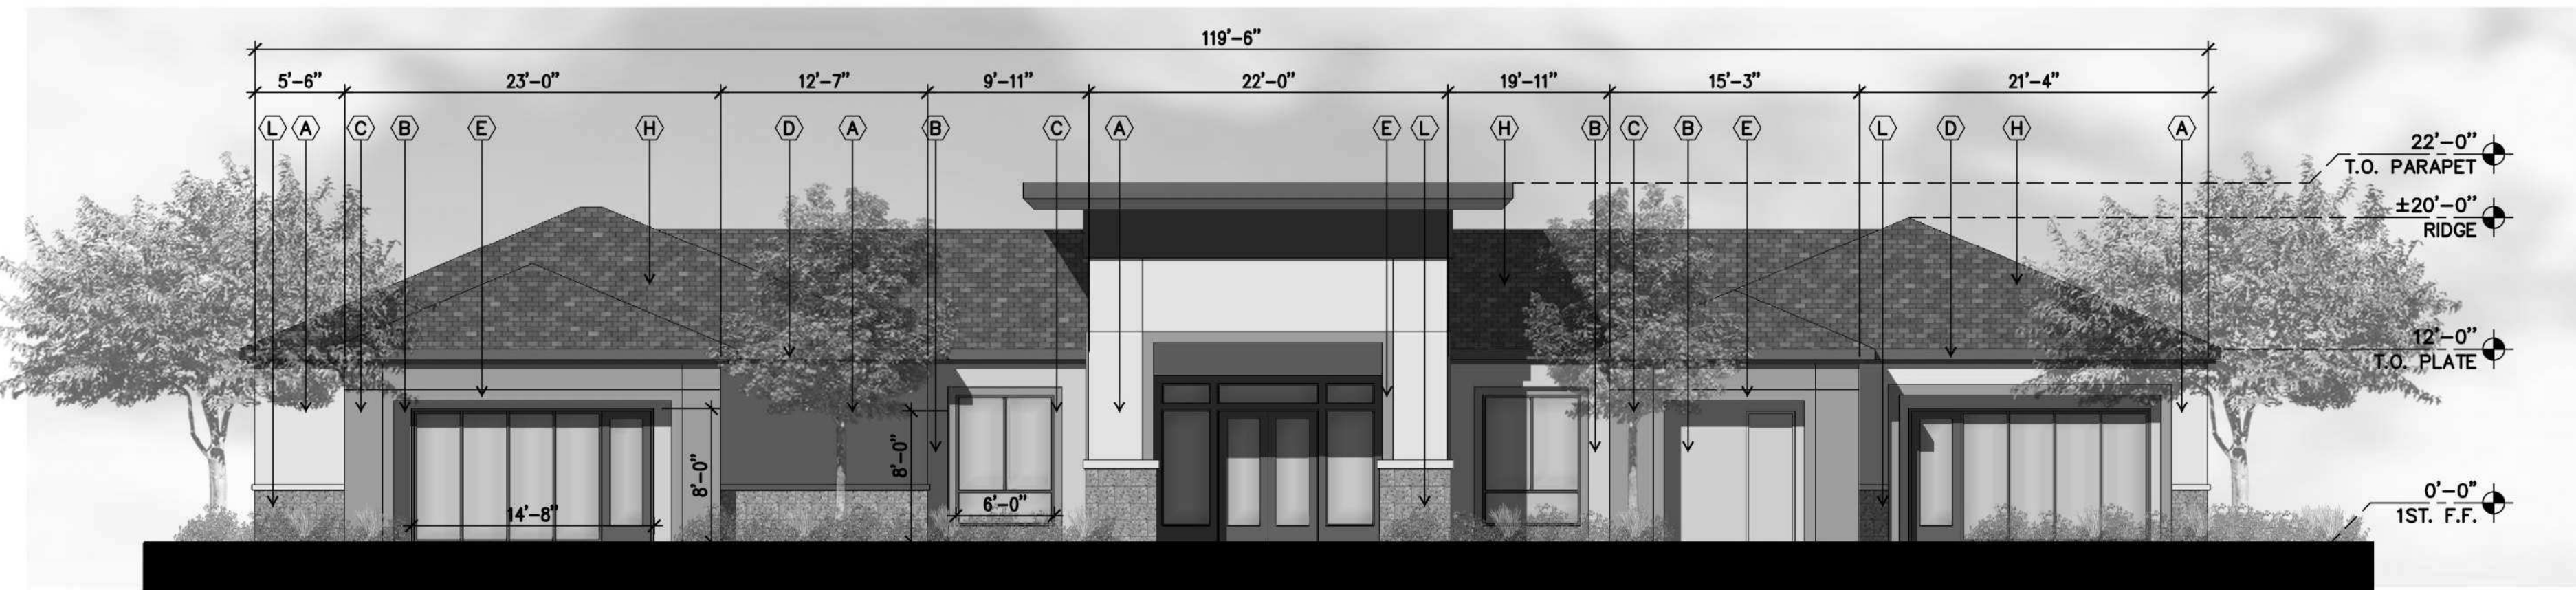 119'-6"
5'-6" 23'-0" 12'-7" 9'-11" 22'-0" 19'-11" 15'-3" 21'-4"
L A C B E H D A B C A E L H B C B E L D H A
22'-0"
T.O. PARAPET
±20'-0"
RIDGE
12'-0"
T.O. PLATE
8'-0" 8'-0"
14'-8" 6'-0"
0'-0"
1ST. F.F.